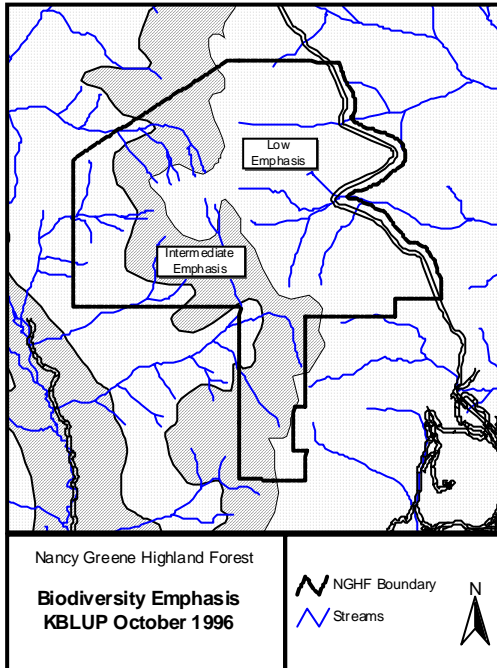 Low
Emphasis
Intermediate
Emphasis
Nancy Greene Highland Forest
Biodiversity Emphasis
KBLUP October 1996
NGHF Boundary
Streams
N